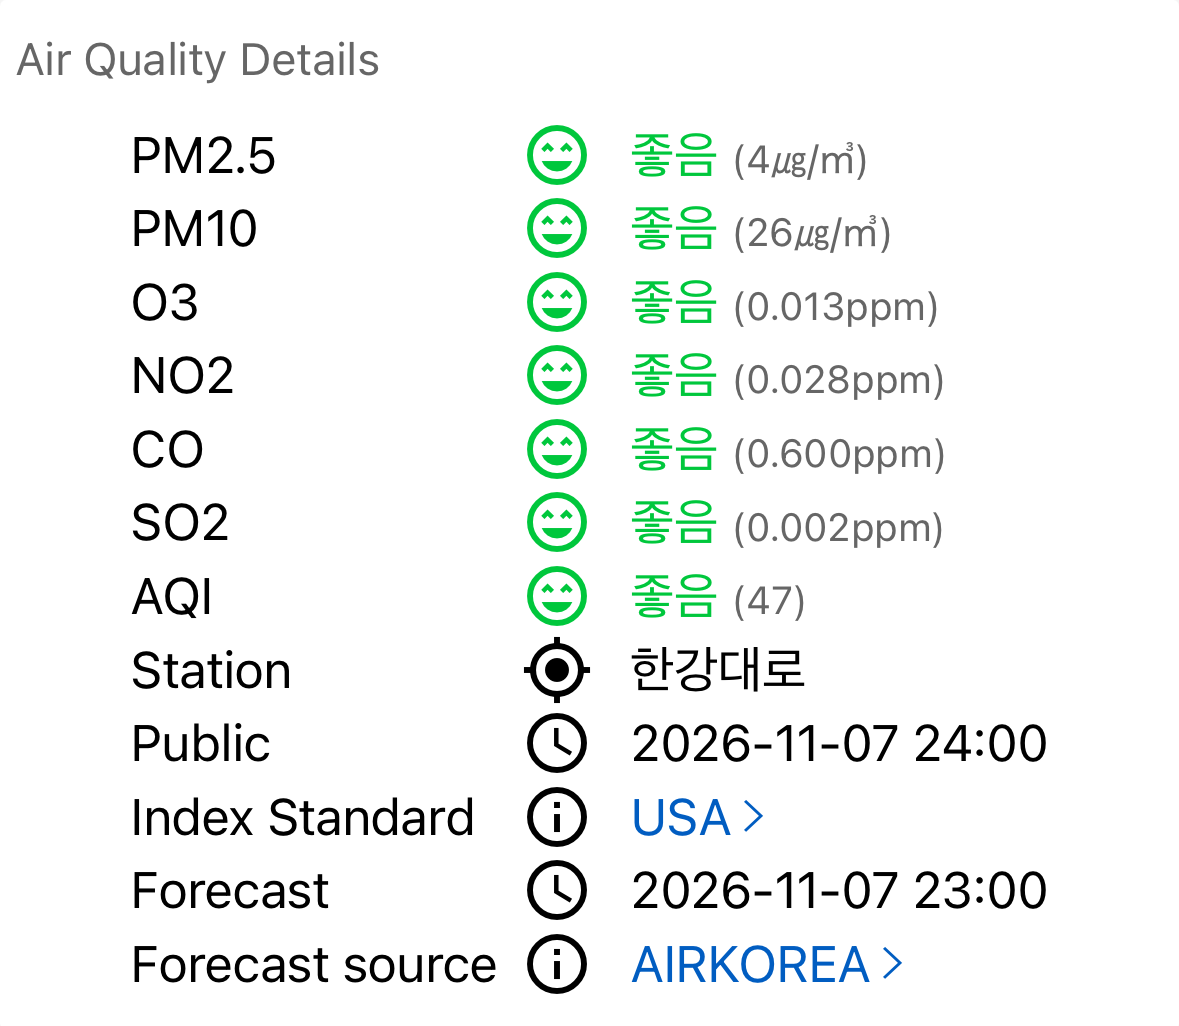 Air Quality Details
PM2.5 좋음 (4㎍/㎥)
PM10 좋음 (26㎍/㎥)
O3 좋음 (0.013ppm)
NO2 좋음 (0.028ppm)
CO 좋음 (0.600ppm)
SO2 좋음 (0.002ppm)
AQI 좋음 (47)
Station 한강대로
Public 2026-11-07 24:00
Index Standard USA >
Forecast 2026-11-07 23:00
Forecast source AIRKOREA >